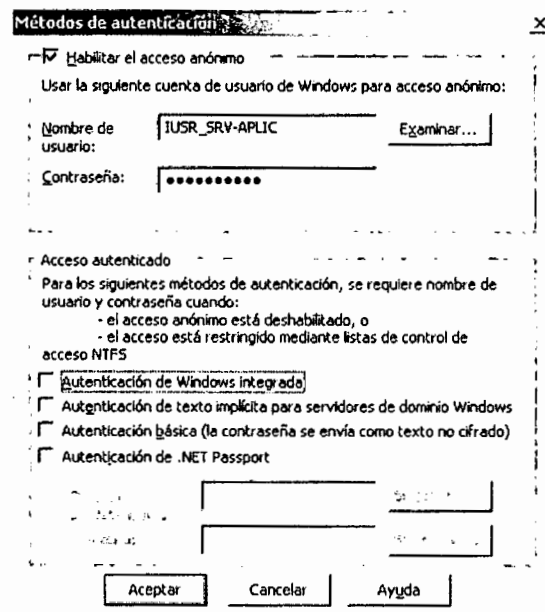 Métodos de autenticación
Habilitar el acceso anónimo
Usar la siguiente cuenta de usuario de Windows para acceso anónimo:
Nombre de
usuario:
IUSR_SRV-APLIC
Examinar...
Contraseña:
••••••••••
Acceso autenticado
Para los siguientes métodos de autenticación, se requiere nombre de
usuario y contraseña cuando:
- el acceso anónimo está deshabilitado, o
- el acceso está restringido mediante listas de control de
acceso NTFS
Autenticación de Windows integrada
Autenticación de texto implícita para servidores de dominio Windows
Autenticación básica (la contraseña se envía como texto no cifrado)
Autenticación de .NET Passport
Aceptar
Cancelar
Ayuda